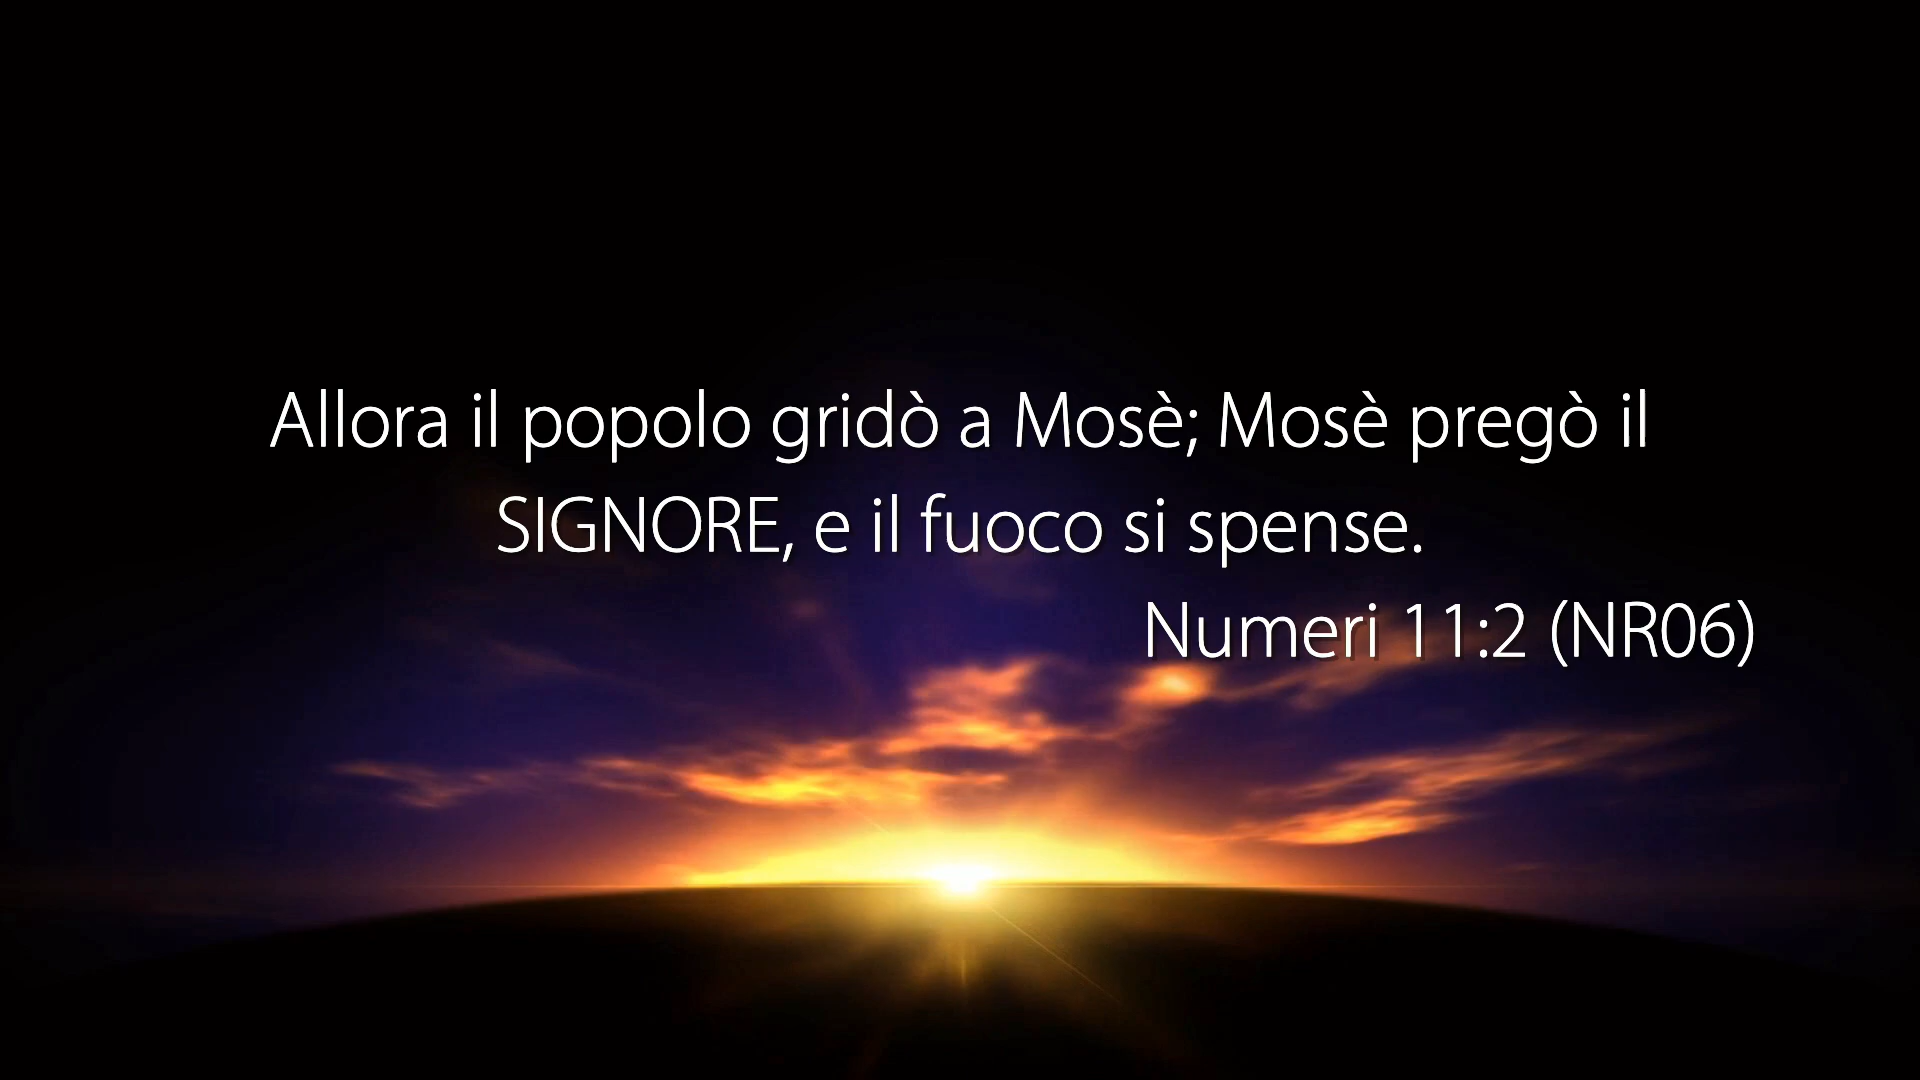 Allora il popolo gridò a Mosè; Mosè pregò il
SIGNORE, e il fuoco si spense.
Numeri 11:2 (NR06)